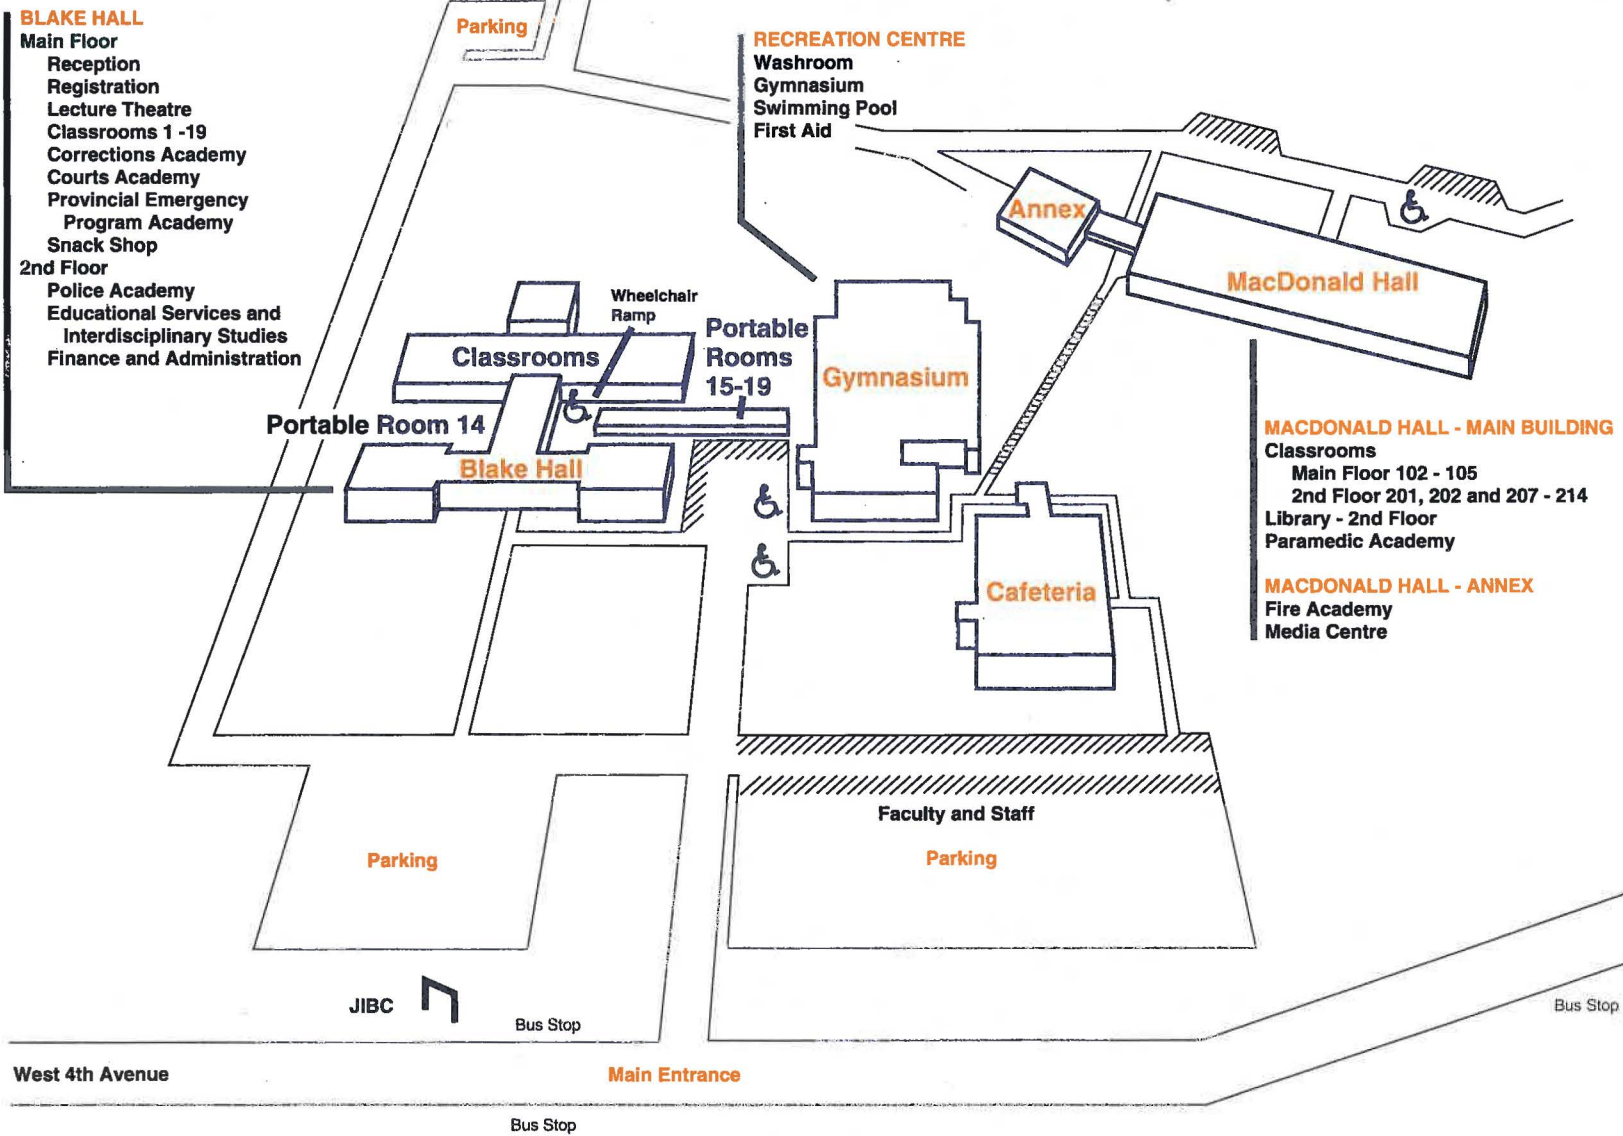 BLAKE HALL
Main Floor
Reception
Registration
Lecture Theatre
Classrooms 1 -19
Corrections Academy
Courts Academy
Provincial Emergency
Program Academy
Snack Shop
2nd Floor
Police Academy
Educational Services and
Interdisciplinary Studies
Finance and Administration
Parking
RECREATION CENTRE
Washroom
Gymnasium
Swimming Pool
First Aid
Annex
MacDonald Hall
Wheelchair
Ramp
Portable
Rooms
15-19
Classrooms
Gymnasium
Portable Room 14
Blake Hall
MACDONALD HALL - MAIN BUILDING
Classrooms
Main Floor 102 - 105
2nd Floor 201, 202 and 207 - 214
Library - 2nd Floor
Paramedic Academy
MACDONALD HALL - ANNEX
Fire Academy
Media Centre
Cafeteria
Faculty and Staff
Parking
Parking
JIBC
Bus Stop
Bus Stop
West 4th Avenue
Main Entrance
Bus Stop